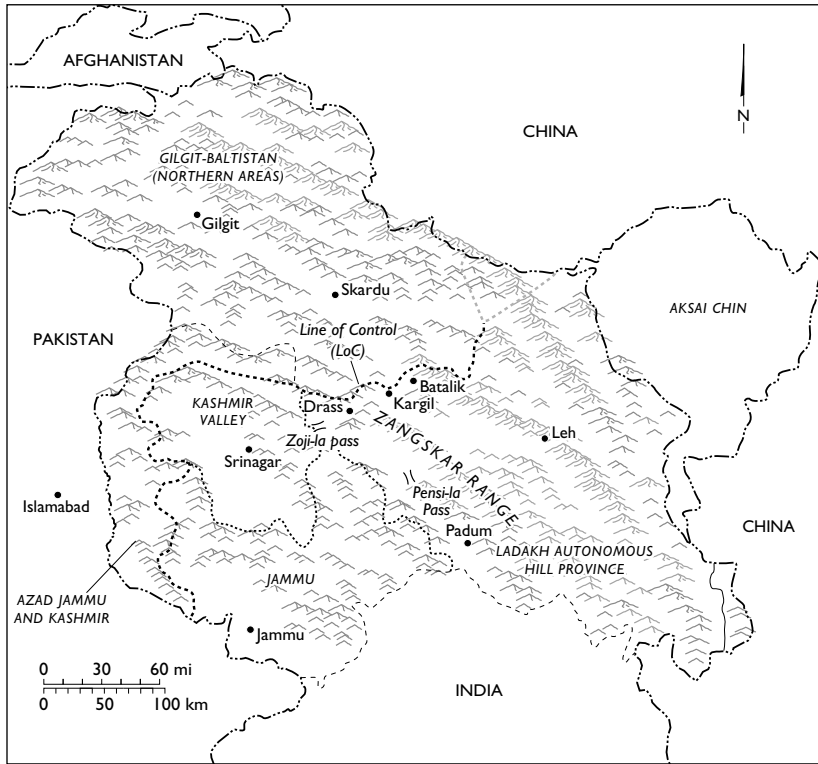 AFGHANISTAN
CHINA
N
GILGIT-BALTISTAN
(NORTHERN AREAS)
Gilgit
Skardu
AKSAI CHIN
PAKISTAN
Line of Control
(LoC)
Batalik
Kargil
KASHMIR
VALLEY
Drass
Zoji-la pass
ZANGSKAR RANGE
Leh
Srinagar
Pensi-la
Pass
Islamabad
CHINA
Padum
LADAKH AUTONOMOUS
HILL PROVINCE
JAMMU
AZAD JAMMU
AND KASHMIR
Jammu
0 30 60 mi
0 50 100 km
INDIA